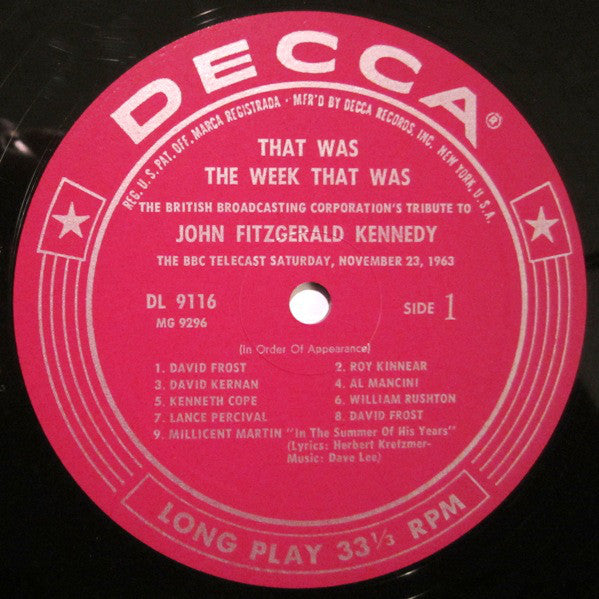 DECCA®
REG. U.S. PAT. OFF. MARCA REGISTRADA • MFR'D BY DECCA RECORDS, INC., NEW YORK, U.S.A.
THAT WAS
THE WEEK THAT WAS
THE BRITISH BROADCASTING CORPORATION'S TRIBUTE TO
JOHN FITZGERALD KENNEDY
THE BBC TELECAST SATURDAY, NOVEMBER 23, 1963
DL 9116 SIDE 1
MG 9296
(In Order Of Appearance)
1. DAVID FROST 2. ROY KINNEAR
3. DAVID KERNAN 4. AL MANCINI
5. KENNETH COPE 6. WILLIAM RUSHTON
7. LANCE PERCIVAL 8. DAVID FROST
9. MILLICENT MARTIN "In The Summer Of His Years"
(Lyrics: Herbert Kretzmer-
Music: Dave Lee)
LONG PLAY 33⅓ RPM